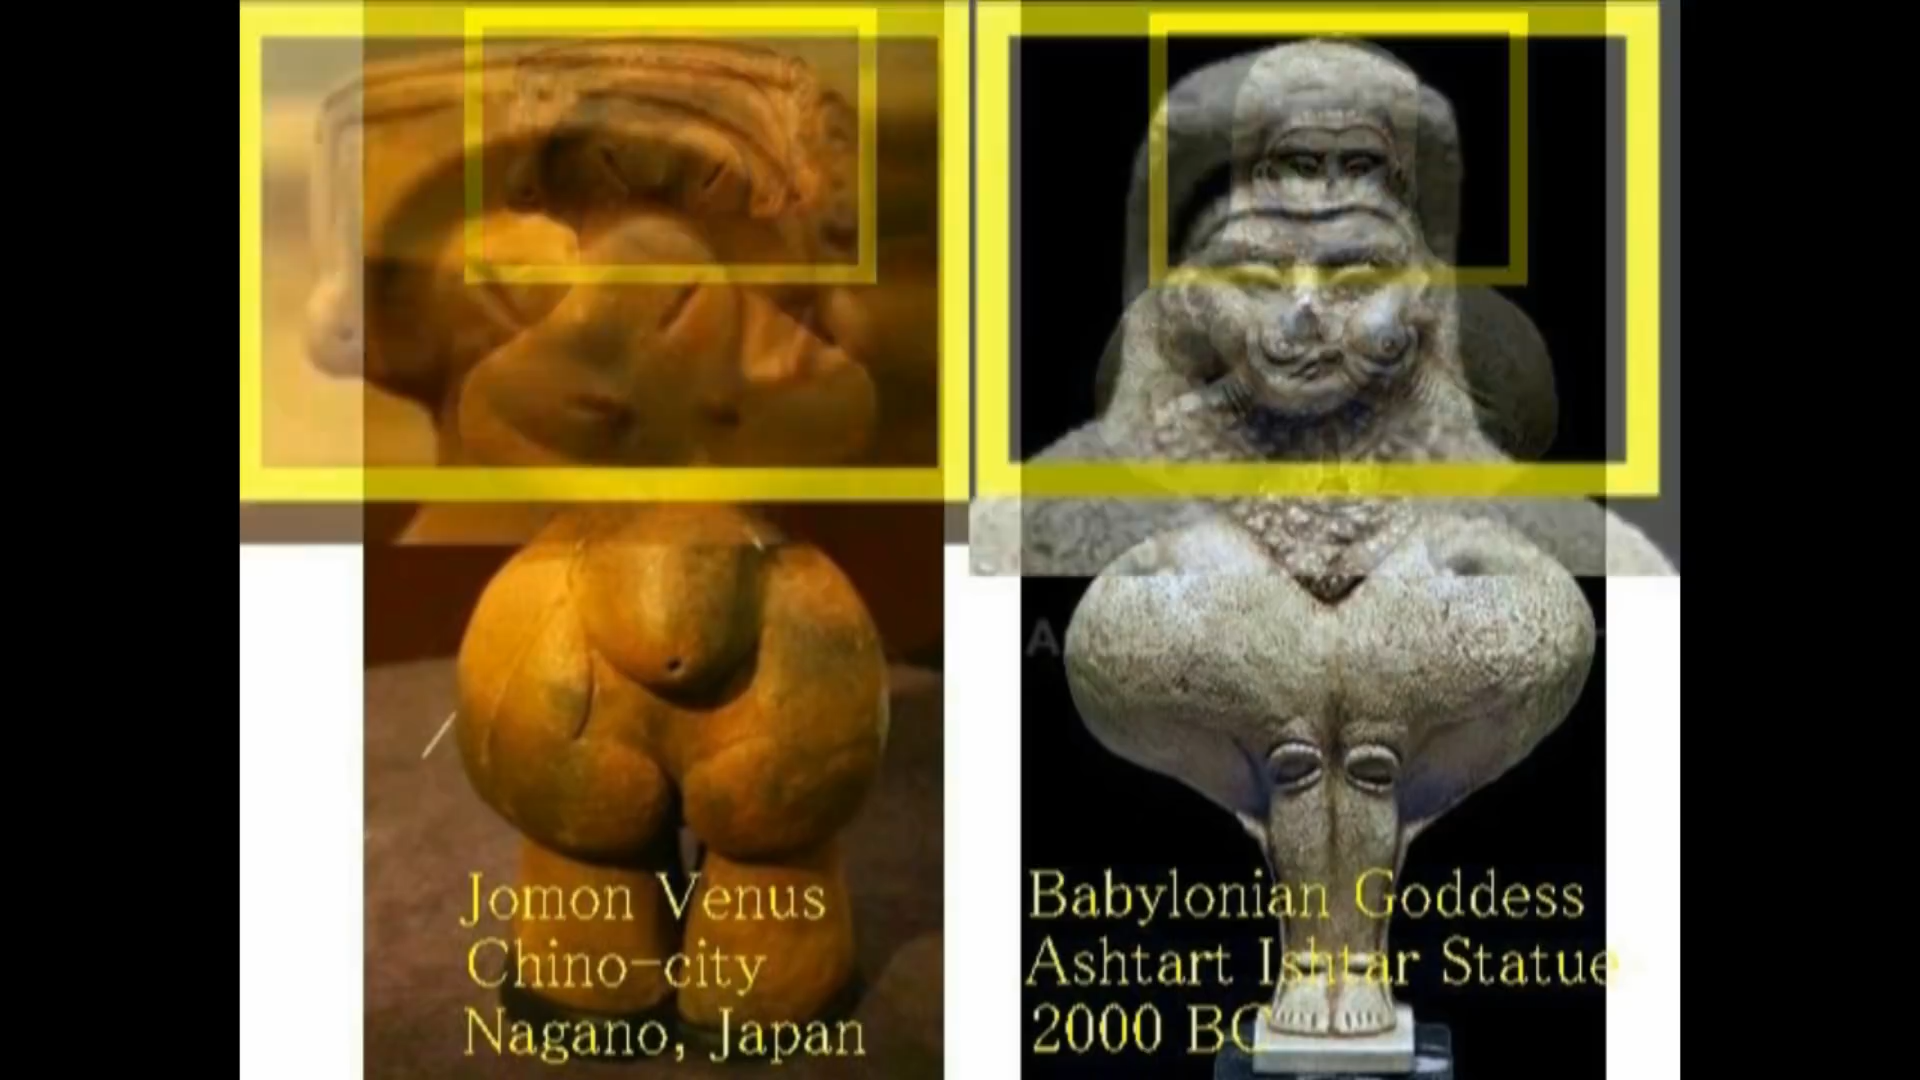 Jomon Venus
Chino-city
Nagano, Japan
Babylonian Goddess
Ashtart Ishtar Statue
2000 BC